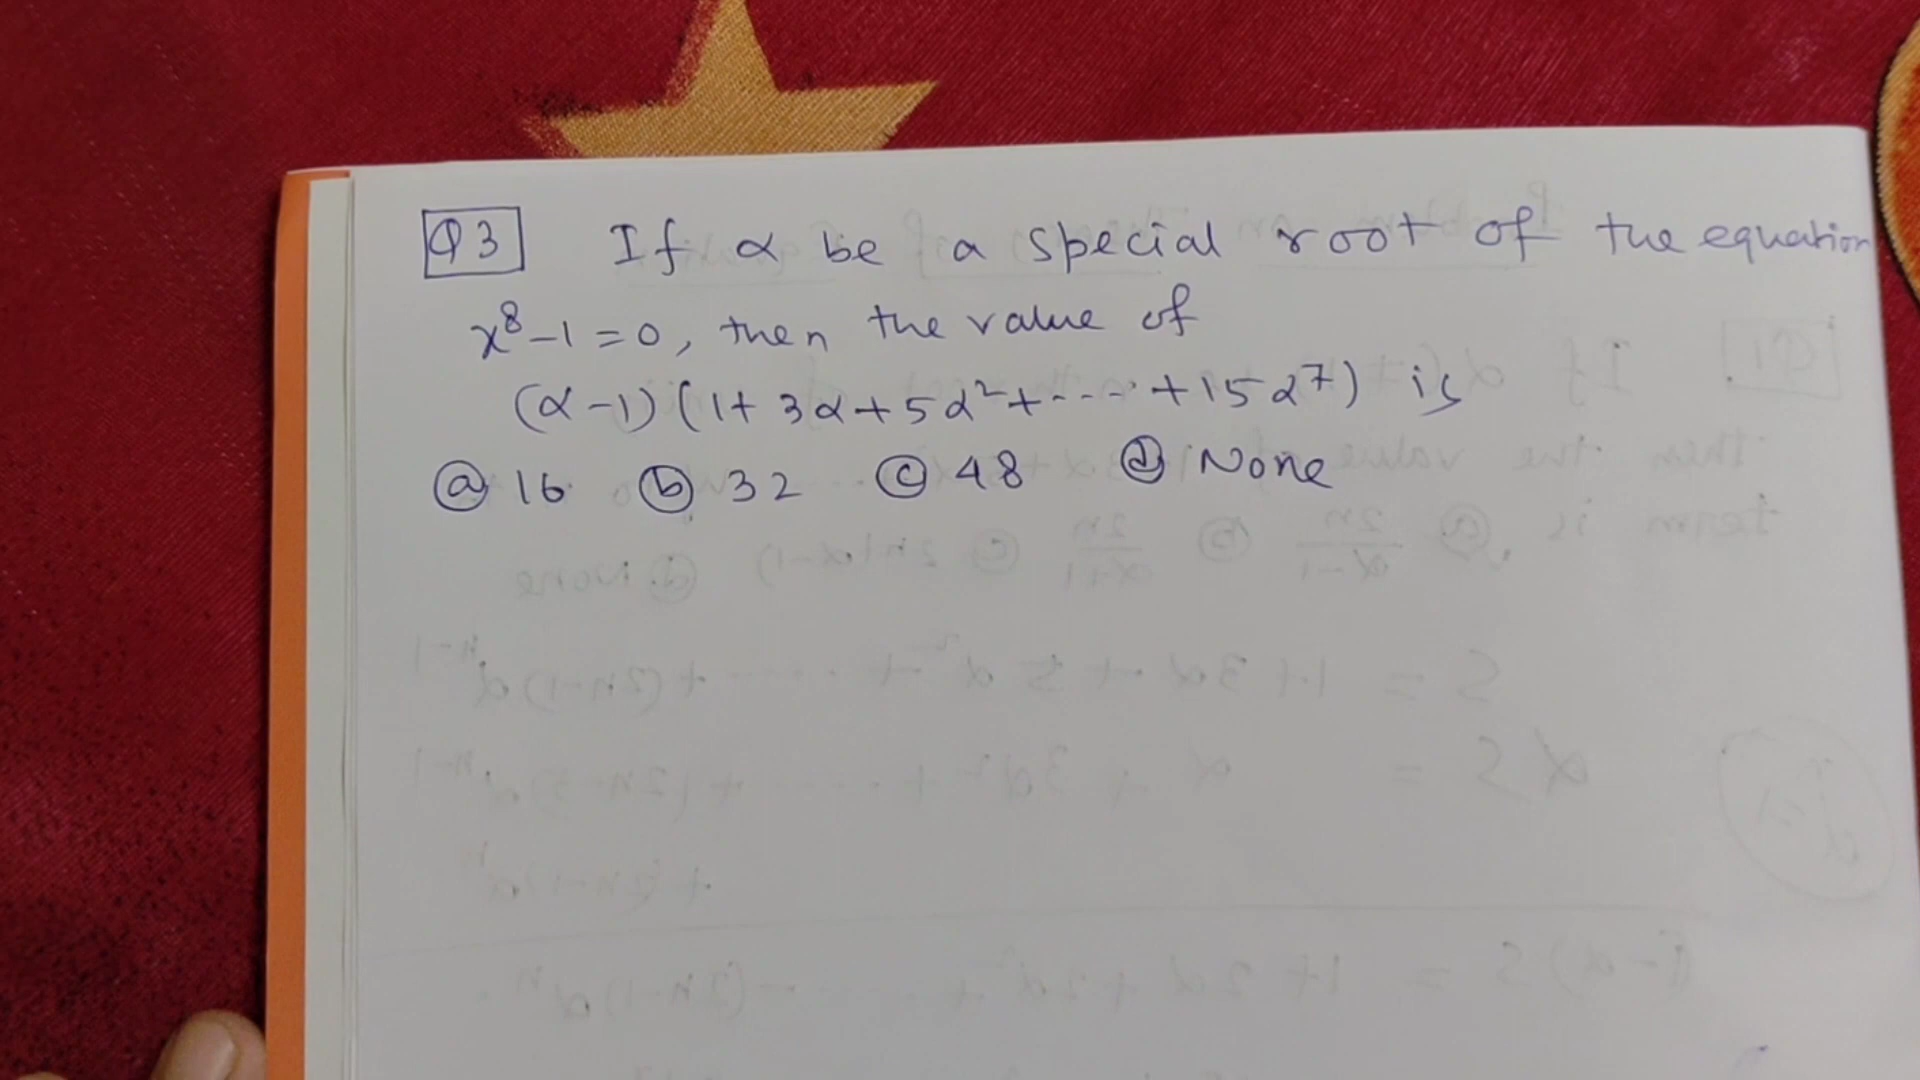 Q3 If α be a special root of the equation
x⁸-1=0, then the value of
(α-1)(1+3α+5α²+----+15α⁷) is
ⓐ 16 ⓑ 32 ⓒ 48 ⓓ None